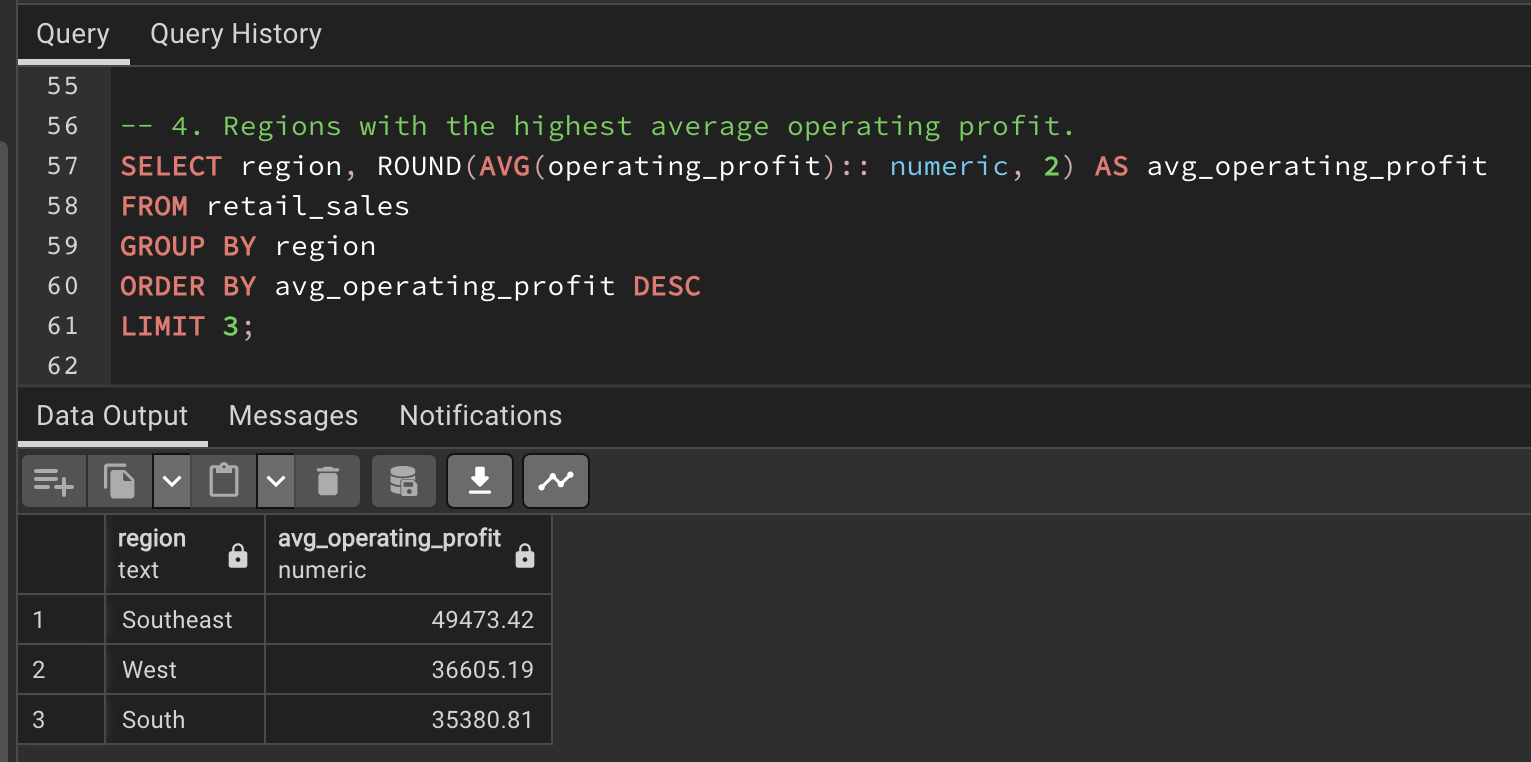 Query Query History
55
56 -- 4. Regions with the highest average operating profit.
57 SELECT region, ROUND(AVG(operating_profit):: numeric, 2) AS avg_operating_profit
58 FROM retail_sales
59 GROUP BY region
60 ORDER BY avg_operating_profit DESC
61 LIMIT 3;
62
Data Output Messages Notifications
region avg_operating_profit
text numeric
1 Southeast 49473.42
2 West 36605.19
3 South 35380.81